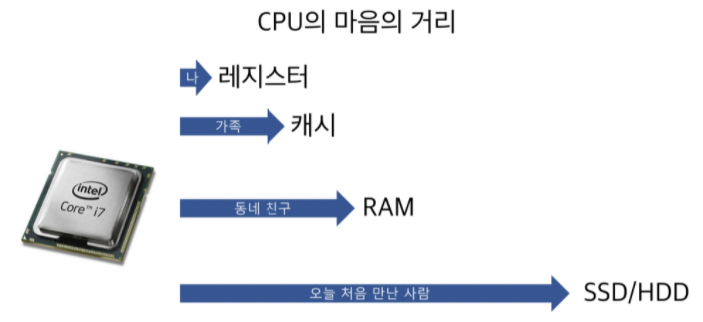 CPU의 마음의 거리
나 레지스터
가족 캐시
intel
Core™ i7
동네 친구 RAM
오늘 처음 만난 사람 SSD/HDD